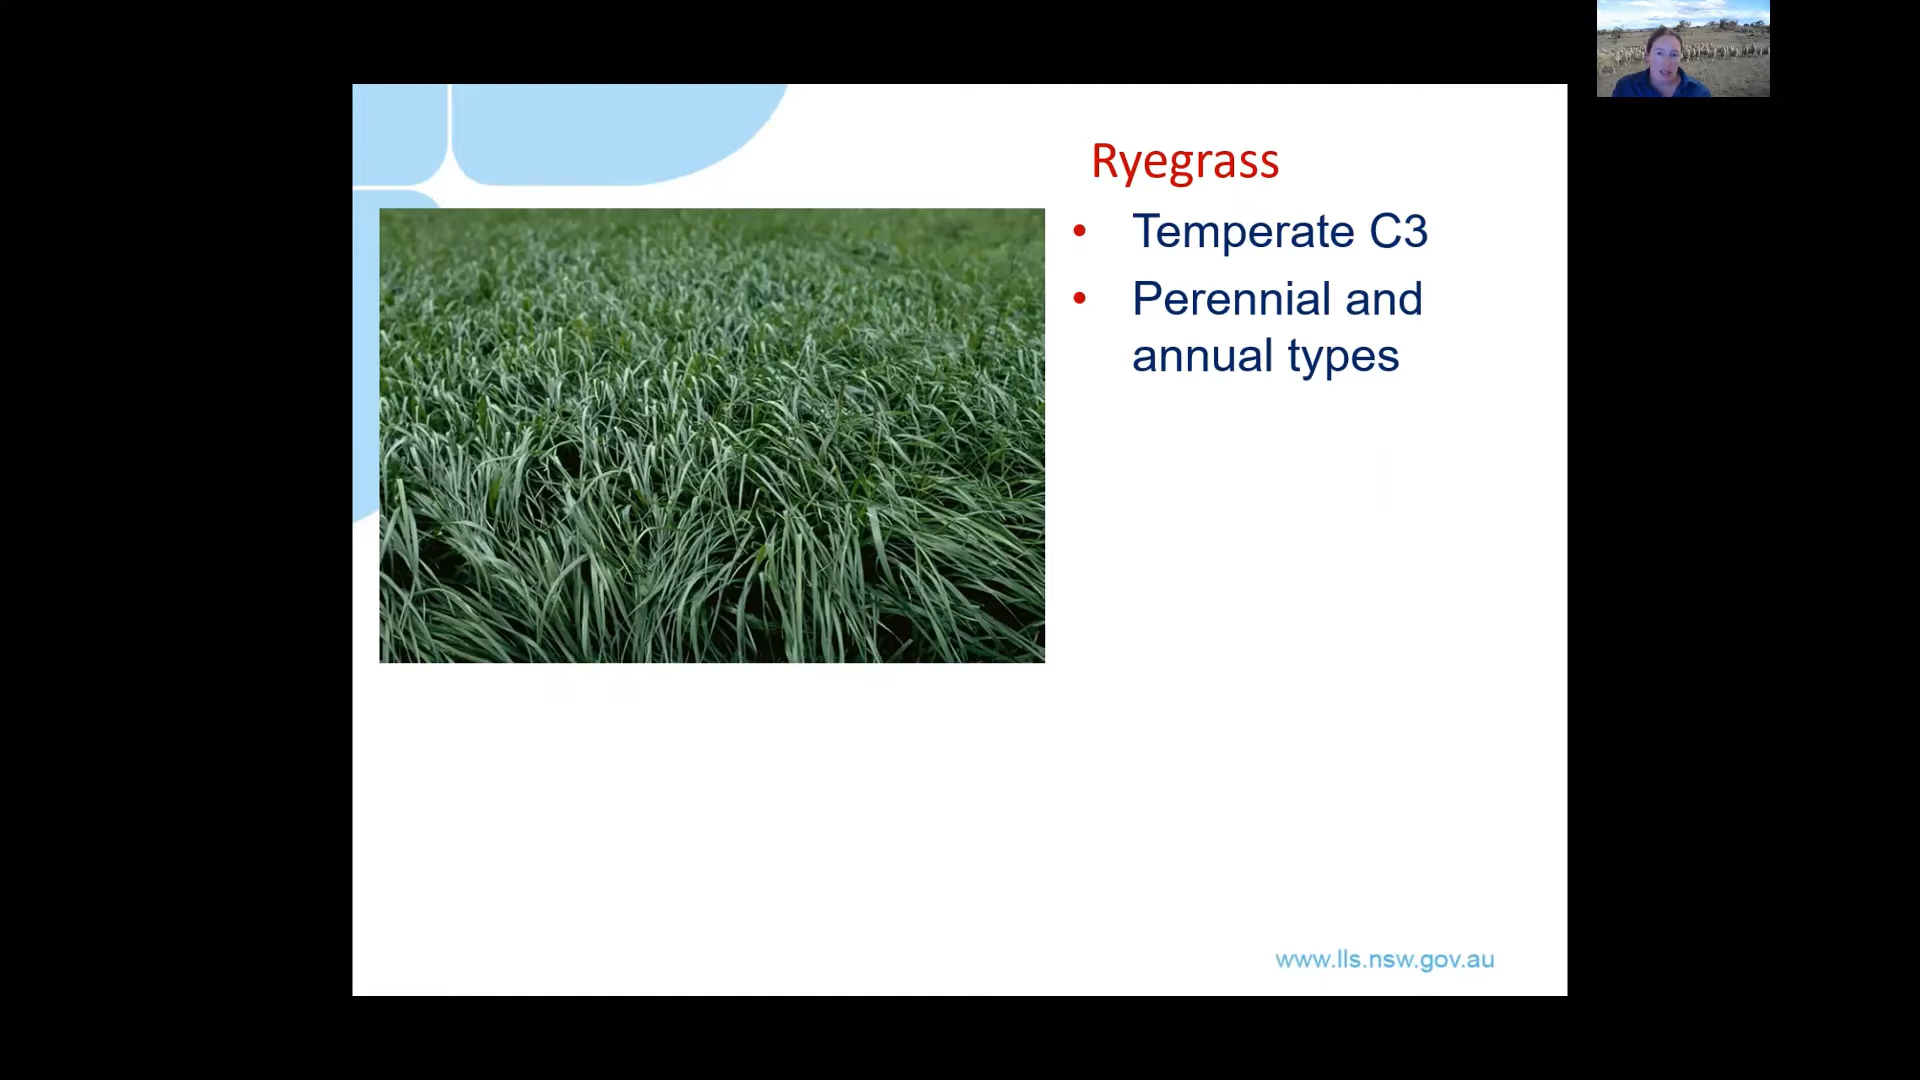 Ryegrass
• Temperate C3
• Perennial and
annual types
www.lls.nsw.gov.au